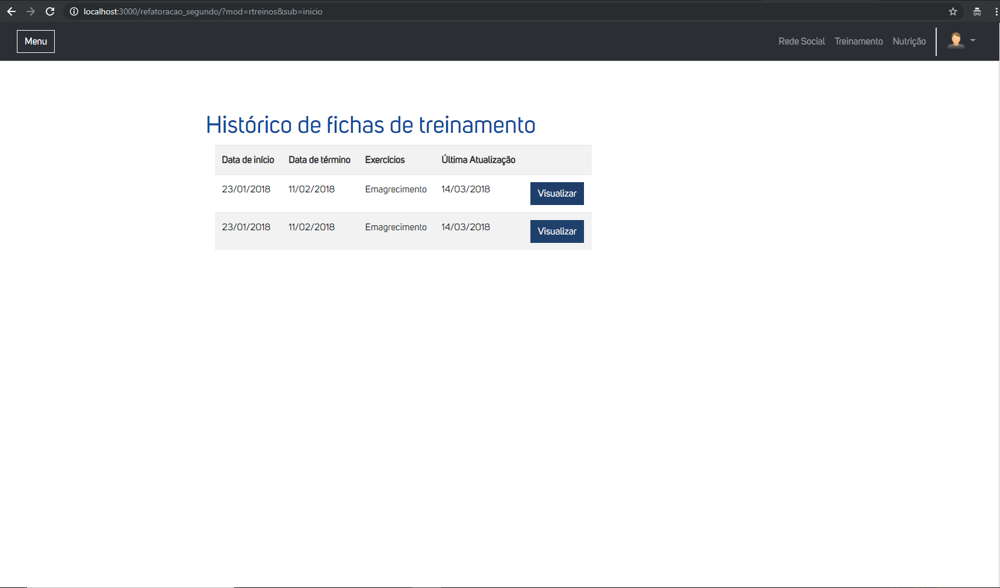 localhost:3000/refatoracao_segundo/?mod=rtreinos&sub=inicio
Menu Rede Social Treinamento Nutrição
Histórico de fichas de treinamento
Data de início Data de término Exercícios Última Atualização
23/01/2018 11/02/2018 Emagrecimento 14/03/2018 Visualizar
23/01/2018 11/02/2018 Emagrecimento 14/03/2018 Visualizar